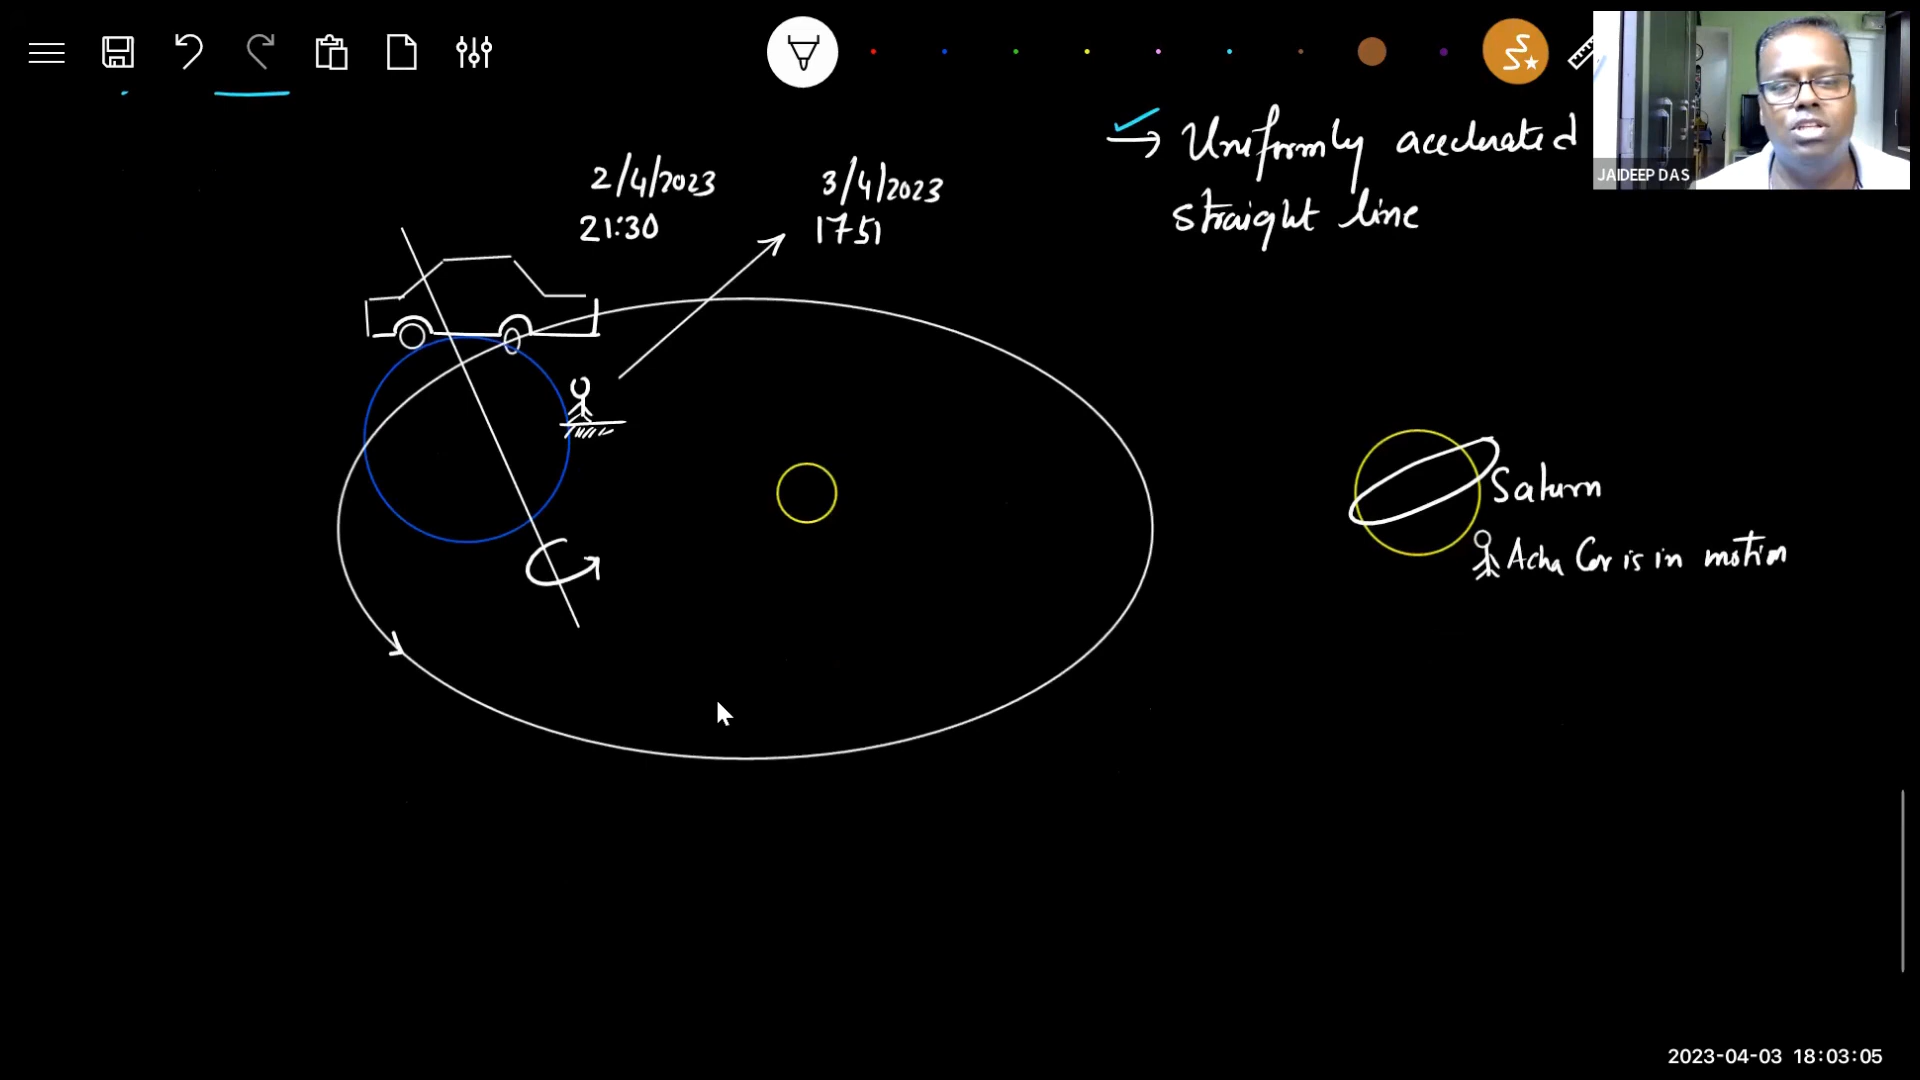 JAIDEEP DAS
→ Uniformly accelerated
straight line
2/4/2023
21:30
3/4/2023
1751
Saturn
Acha Car is in motion
2023-04-03 18:03:05